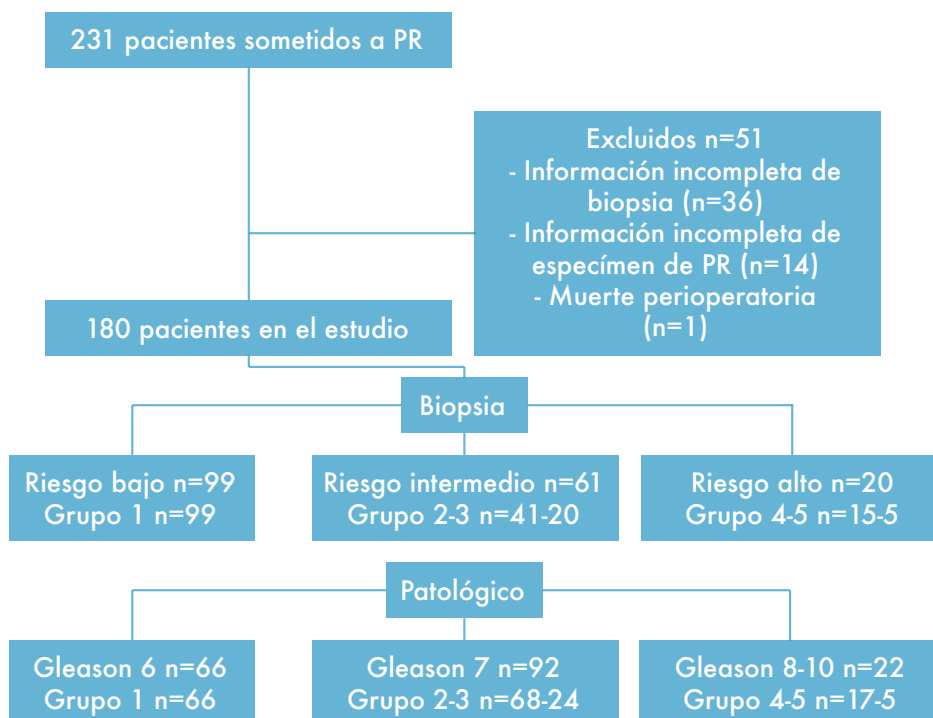 231 pacientes sometidos a PR
Excluidos n=51
- Información incompleta de
biopsia (n=36)
- Información incompleta de
espécimen de PR (n=14)
- Muerte perioperatoria
(n=1)
180 pacientes en el estudio
Biopsia
Riesgo bajo n=99
Grupo 1 n=99
Riesgo intermedio n=61
Grupo 2-3 n=41-20
Riesgo alto n=20
Grupo 4-5 n=15-5
Patológico
Gleason 6 n=66
Grupo 1 n=66
Gleason 7 n=92
Grupo 2-3 n=68-24
Gleason 8-10 n=22
Grupo 4-5 n=17-5